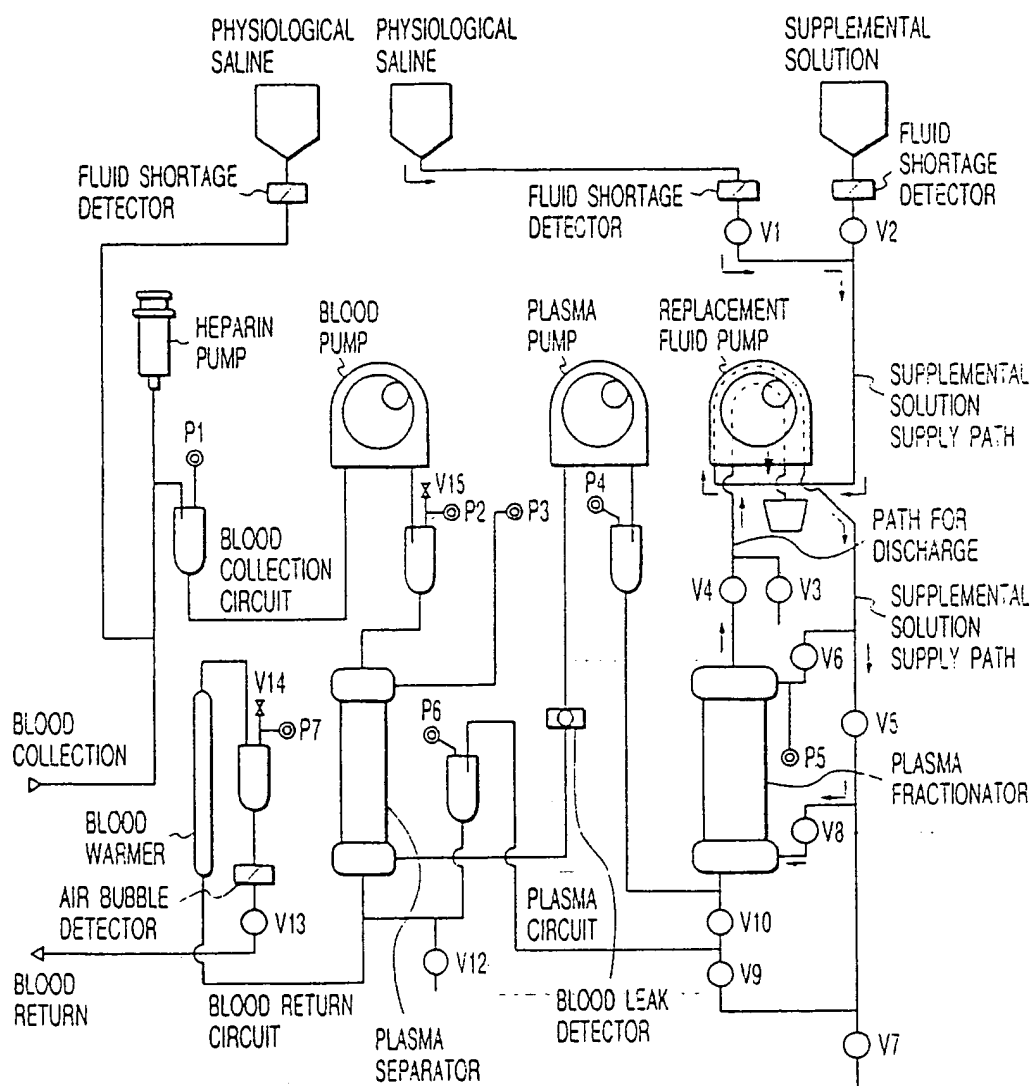 PHYSIOLOGICAL
SALINE
PHYSIOLOGICAL
SALINE
SUPPLEMENTAL
SOLUTION
FLUID SHORTAGE
DETECTOR
FLUID SHORTAGE
DETECTOR
FLUID
SHORTAGE
DETECTOR
V1
V2
HEPARIN
PUMP
BLOOD
PUMP
PLASMA
PUMP
REPLACEMENT
FLUID PUMP
SUPPLEMENTAL
SOLUTION
SUPPLY PATH
P1
V15
P2
P3
P4
BLOOD
COLLECTION
CIRCUIT
PATH FOR
DISCHARGE
V4
V3
SUPPLEMENTAL
SOLUTION
SUPPLY PATH
V6
V14
P7
P6
V5
P5
BLOOD
COLLECTION
PLASMA
FRACTIONATOR
BLOOD
WARMER
V8
AIR BUBBLE
DETECTOR
V13
PLASMA
CIRCUIT
V10
V12
V9
BLOOD
RETURN
BLOOD RETURN
CIRCUIT
PLASMA
SEPARATOR
BLOOD LEAK
DETECTOR
V7